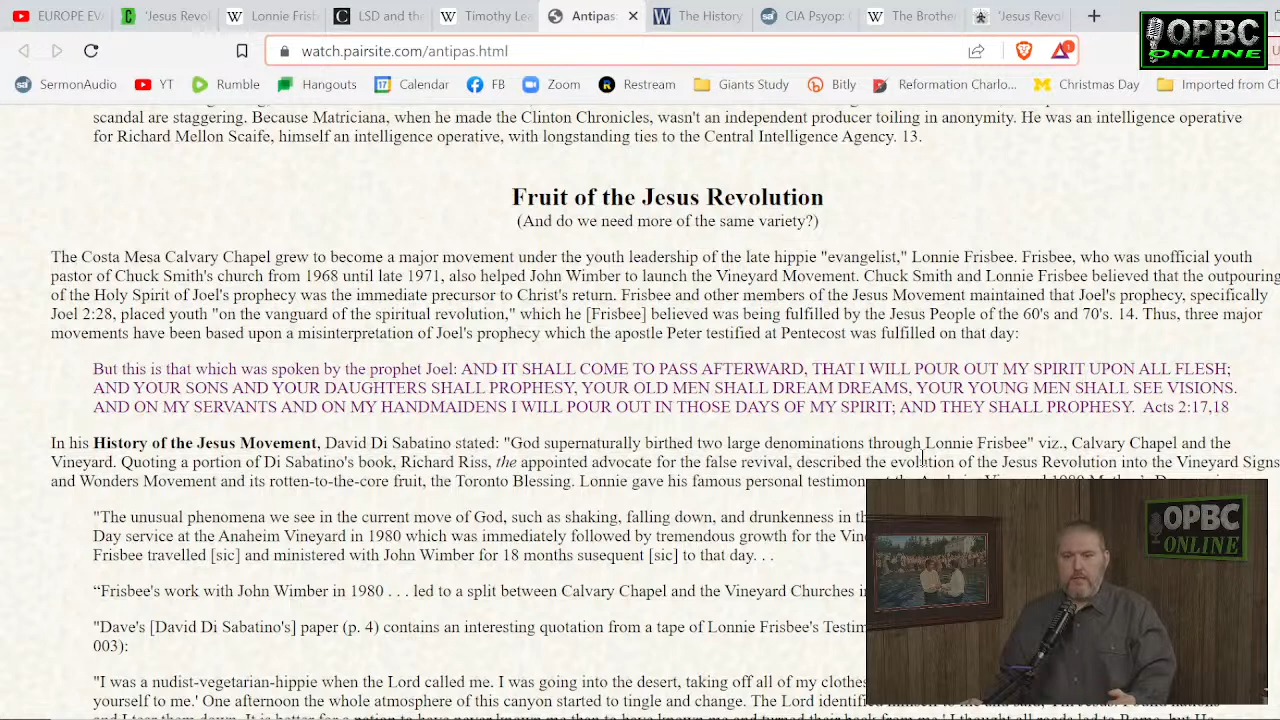 EUROPE EV
'Jesus Revol
Lonnie Frist
LSD and the
Timothy Lee
Antipas:
The History
CIA Psyop:
The Brother
'Jesus Revol
OPBC
ONLINE
watch.pairsite.com/antipas.html
1
SermonAudio
YT
Rumble
Hangouts
Calendar
FB
Zoom
Restream
Giants Study
Bitly
Reformation Charlo...
Christmas Day
Imported from Ch
scandal are staggering. Because Matriciana, when he made the Clinton Chronicles, wasn't an independent producer toiling in anonymity. He was an intelligence operative
for Richard Mellon Scaife, himself an intelligence operative, with longstanding ties to the Central Intelligence Agency. 13.
Fruit of the Jesus Revolution
(And do we need more of the same variety?)
The Costa Mesa Calvary Chapel grew to become a major movement under the youth leadership of the late hippie "evangelist," Lonnie Frisbee. Frisbee, who was unofficial youth
pastor of Chuck Smith's church from 1968 until late 1971, also helped John Wimber to launch the Vineyard Movement. Chuck Smith and Lonnie Frisbee believed that the outpouring
of the Holy Spirit of Joel's prophecy was the immediate precursor to Christ's return. Frisbee and other members of the Jesus Movement maintained that Joel's prophecy, specifically
Joel 2:28, placed youth "on the vanguard of the spiritual revolution," which he [Frisbee] believed was being fulfilled by the Jesus People of the 60's and 70's. 14. Thus, three major
movements have been based upon a misinterpretation of Joel's prophecy which the apostle Peter testified at Pentecost was fulfilled on that day:
But this is that which was spoken by the prophet Joel: AND IT SHALL COME TO PASS AFTERWARD, THAT I WILL POUR OUT MY SPIRIT UPON ALL FLESH;
AND YOUR SONS AND YOUR DAUGHTERS SHALL PROPHESY, YOUR OLD MEN SHALL DREAM DREAMS, YOUR YOUNG MEN SHALL SEE VISIONS.
AND ON MY SERVANTS AND ON MY HANDMAIDENS I WILL POUR OUT IN THOSE DAYS OF MY SPIRIT; AND THEY SHALL PROPHESY. Acts 2:17,18
In his History of the Jesus Movement, David Di Sabatino stated: "God supernaturally birthed two large denominations through Lonnie Frisbee" viz., Calvary Chapel and the
Vineyard. Quoting a portion of Di Sabatino's book, Richard Riss, the appointed advocate for the false revival, described the evolution of the Jesus Revolution into the Vineyard Signs
and Wonders Movement and its rotten-to-the-core fruit, the Toronto Blessing. Lonnie gave his famous personal
"The unusual phenomena we see in the current move of God, such as shaking, falling down, and drunkenness in th
Day service at the Anaheim Vineyard in 1980 which was immediately followed by tremendous growth for the Vine
Frisbee travelled [sic] and ministered with John Wimber for 18 months susequent [sic] to that day. . .
“Frisbee's work with John Wimber in 1980 . . . led to a split between Calvary Chapel and the Vineyard Churches i
"Dave's [David Di Sabatino's] paper (p. 4) contains an interesting quotation from a tape of Lonnie Frisbee's Testim
003):
"I was a nudist-vegetarian-hippie when the Lord called me. I was going into the desert, taking off all of my clothes
yourself to me.' One afternoon the whole atmosphere of this canyon started to tingle and change. The Lord identif
OPBC
ONLINE